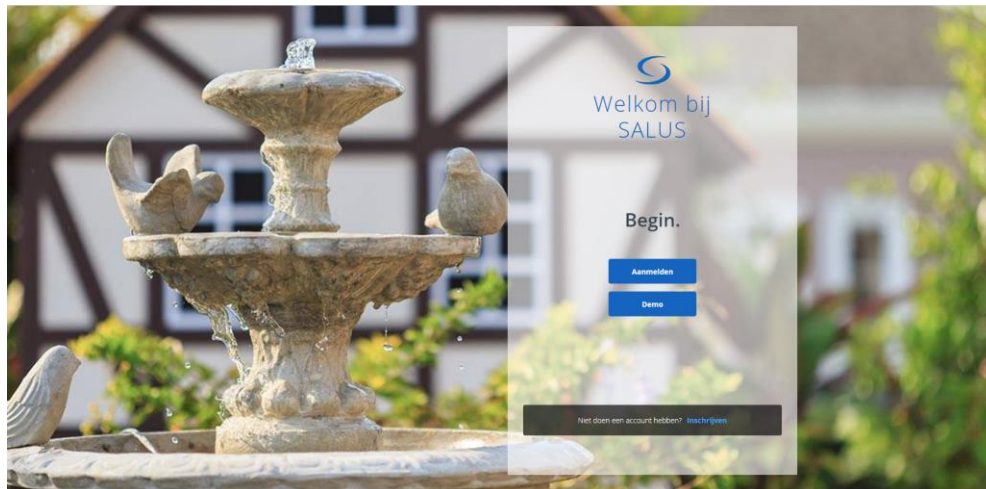 Welkom bij
SALUS
Begin.
Aanmelden
Demo
Niet doen een account hebben? Inschrijven